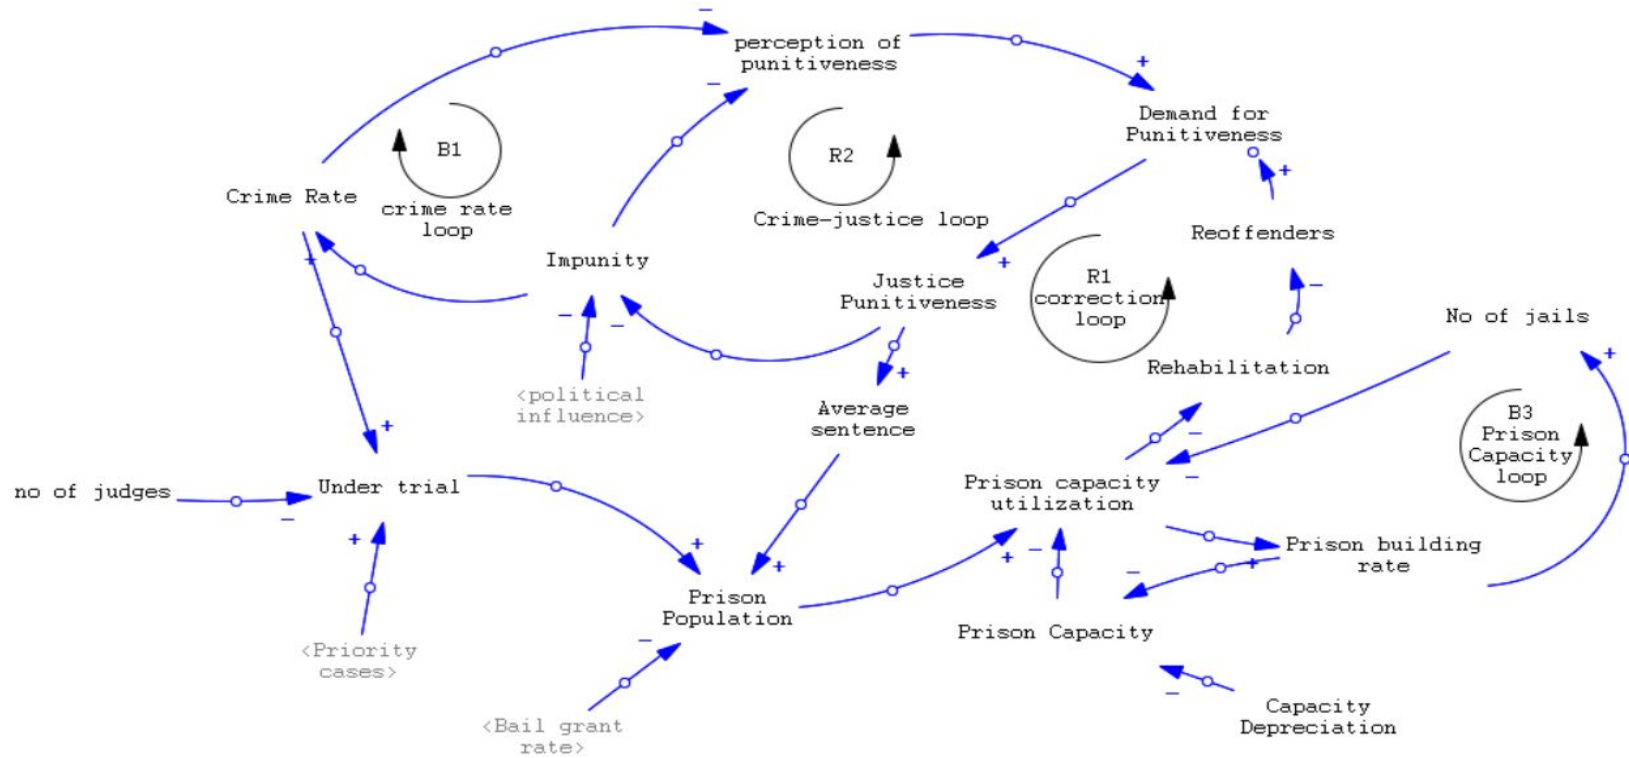 perception of
punitiveness
Demand for
Punitiveness
B1
R2
Crime Rate
crime rate
loop
Crime-justice loop
Reoffenders
Impunity
Justice
Punitiveness
R1
correction
loop
No of jails
Rehabilitation
<political
influence>
Average
sentence
B3
Prison
Capacity
loop
no of judges
Under trial
Prison capacity
utilization
Prison building
rate
Prison
Population
Prison Capacity
<Priority
cases>
<Bail grant
rate>
Capacity
Depreciation